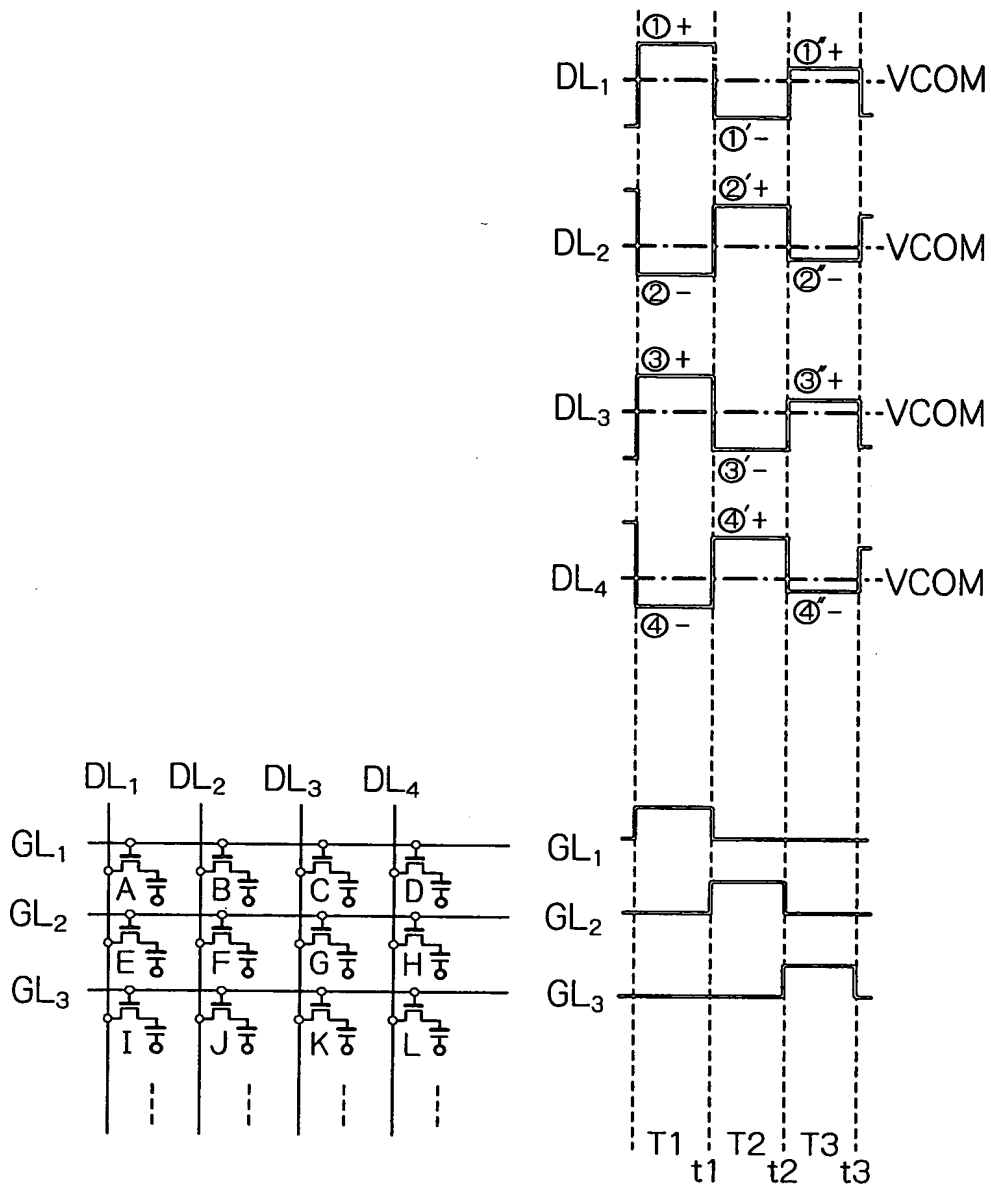 ①+
①″+
DL₁ VCOM
①′−
②′+
DL₂ VCOM
②− ②″−
③+
③″+
DL₃ VCOM
③′−
④′+
DL₄ VCOM
④− ④″−
DL₁ DL₂ DL₃ DL₄
GL₁
A B C D
GL₂
E F G H
GL₃
I J K L
GL₁
GL₂
GL₃
T1 T2 T3
t1 t2 t3